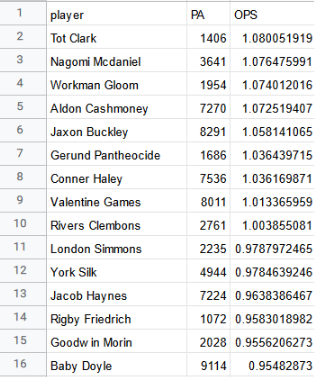 1 player PA OPS
2 Tot Clark 1406 1.080051919
3 Nagomi Mcdaniel 3641 1.076475991
4 Workman Gloom 1954 1.074012016
5 Aldon Cashmoney 7270 1.072519407
6 Jaxon Buckley 8291 1.058141065
7 Gerund Pantheocide 1686 1.036439715
8 Conner Haley 7536 1.036169871
9 Valentine Games 8011 1.013365959
10 Rivers Clembons 2761 1.003855081
11 London Simmons 2235 0.9787972465
12 York Silk 4944 0.9784639246
13 Jacob Haynes 7224 0.9638386467
14 Rigby Friedrich 1072 0.9583018982
15 Goodwin Morin 2028 0.9556206273
16 Baby Doyle 9114 0.95482873